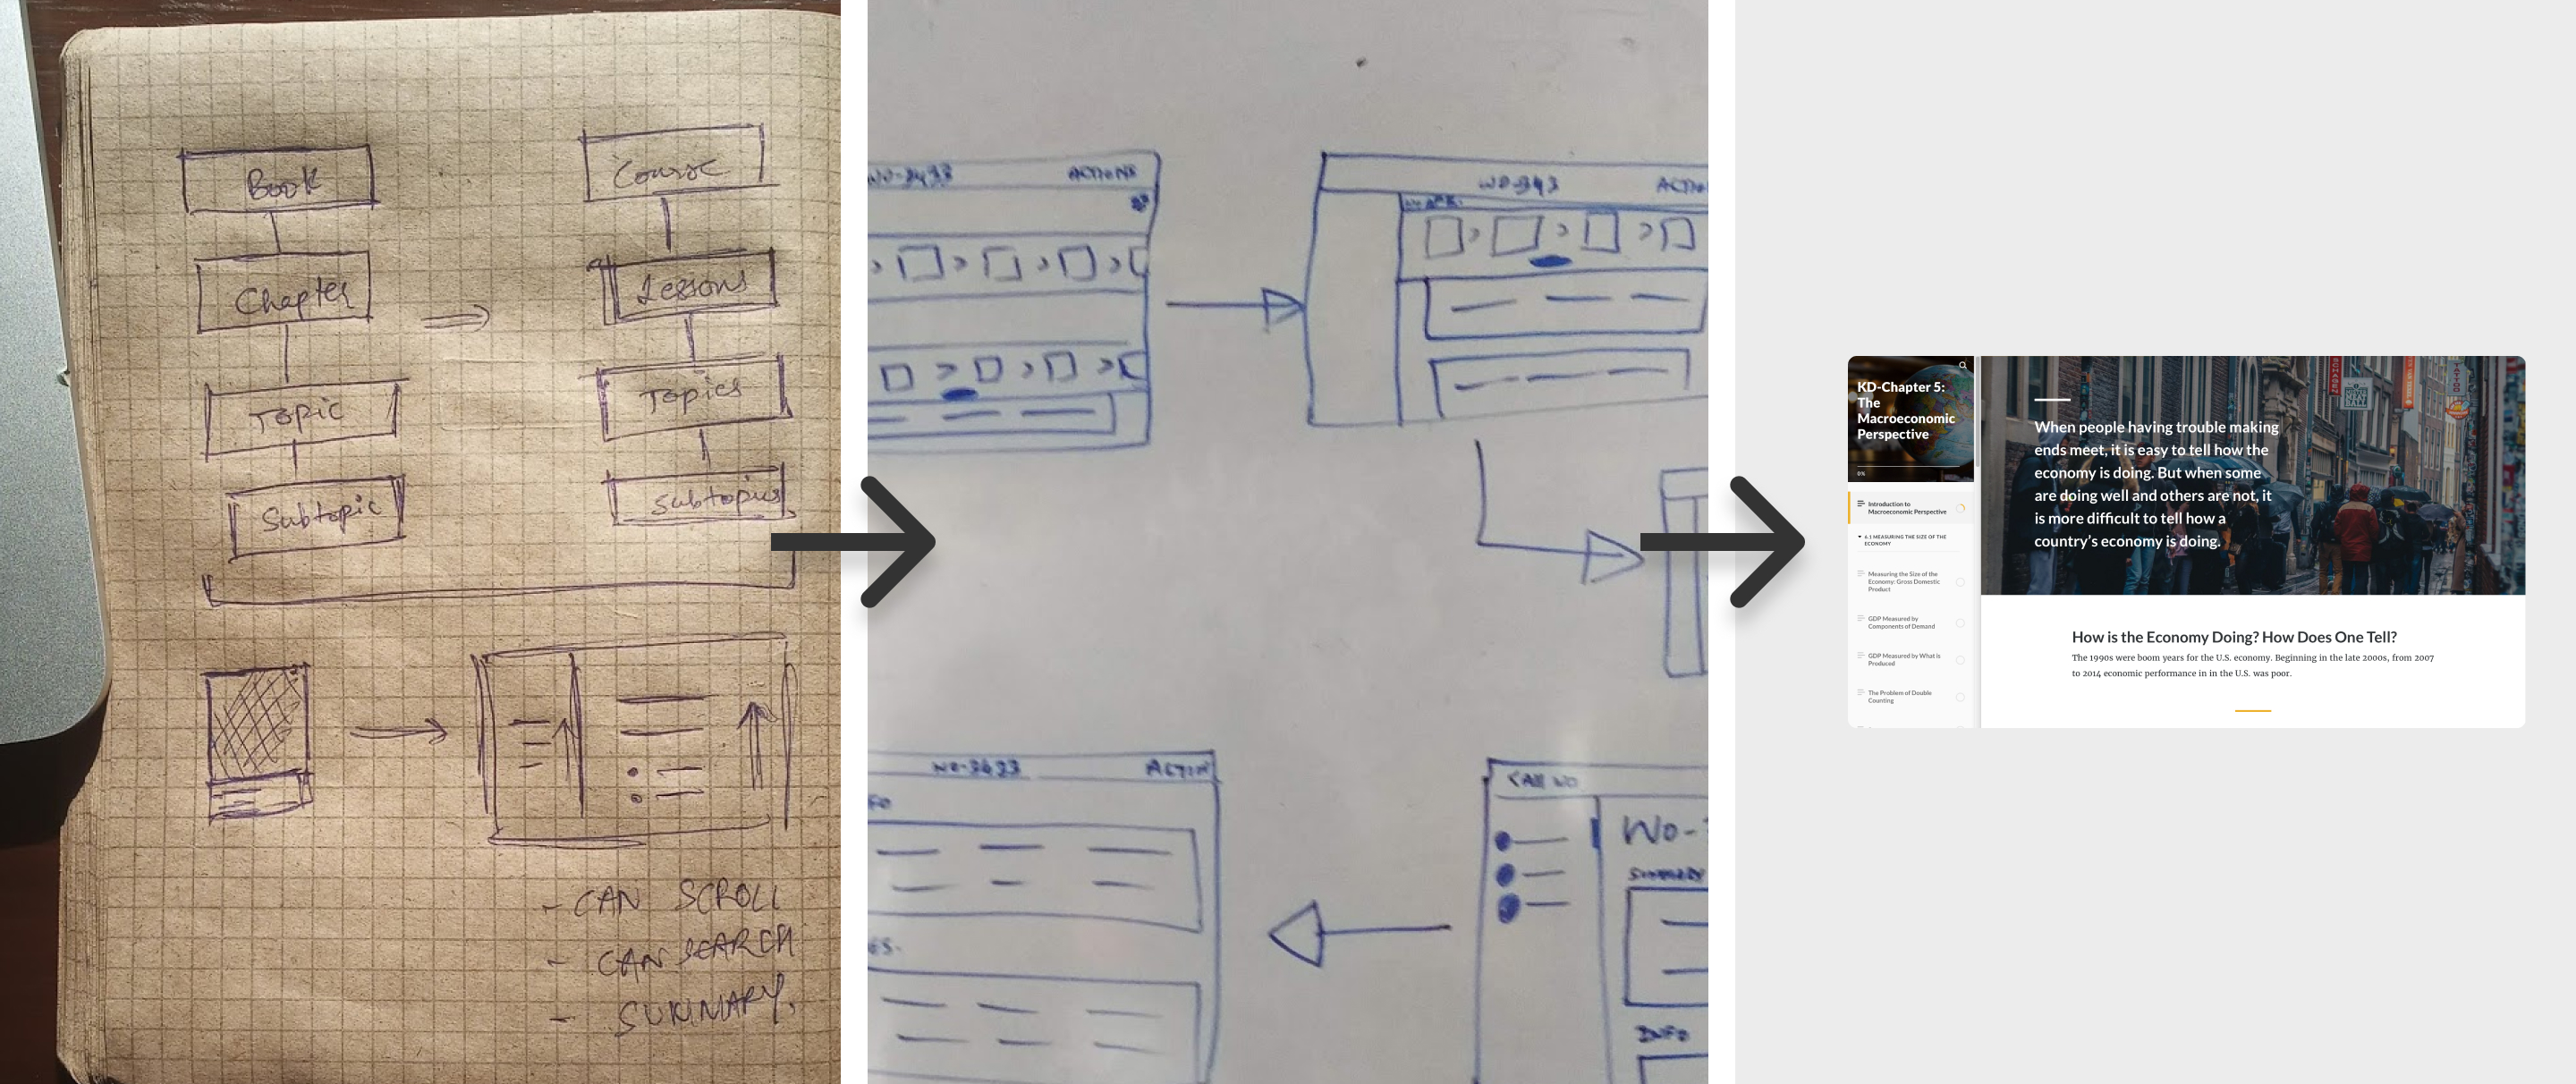 Book
Chapter
Topic
Subtopic
Course
Lessons
Topics
Subtopics
- CAN SCROLL
- CAN SEARCH
- SUMMARY.
WO-3433
ACTIONS
WO-343
ACTIO
WO-3433
ACTION
FO
ES.
<All WO
WO-
SUMMARY
INFO
KD-Chapter 5:
The
Macroeconomic
Perspective
0%
Introduction to
Macroeconomic Perspective
6.1 MEASURING THE SIZE OF THE
ECONOMY
Measuring the Size of the
Economy: Gross Domestic
Product
GDP Measured by
Components of Demand
GDP Measured by What is
Produced
The Problem of Double
Counting
SCHAGEN
TATTOO
When people having trouble making
ends meet, it is easy to tell how the
economy is doing. But when some
are doing well and others are not, it
is more difficult to tell how a
country's economy is doing.
How is the Economy Doing? How Does One Tell?
The 1990s were boom years for the U.S. economy. Beginning in the late 2000s, from 2007
to 2014 economic performance in in the U.S. was poor.